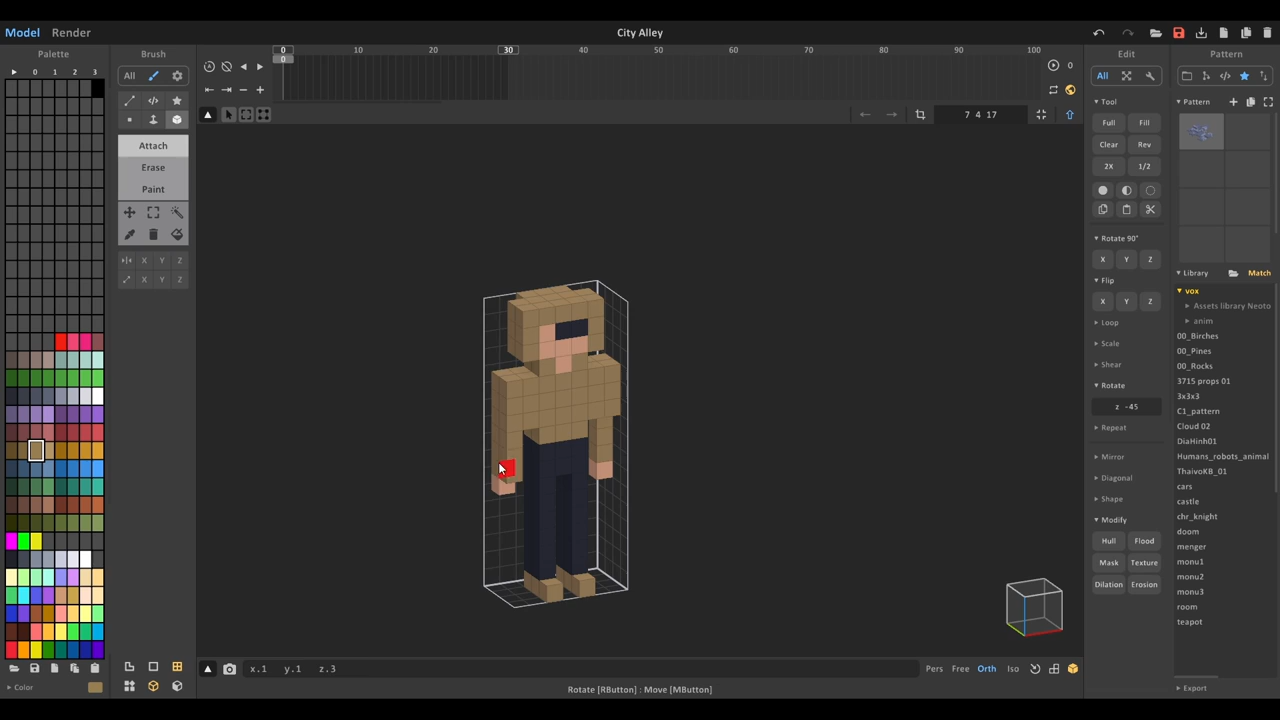 Model Render City Alley
Palette Brush 0 10 20 30 40 50 60 70 80 90 100 Edit Pattern
0
0 1 2 3 All 0 All
Tool Pattern
7 4 17
Full Fill
Attach Clear Rev
Erase 2X 1/2
Paint
Rotate 90°
X Y Z X Y Z
X Y Z Library Match
Flip vox
X Y Z Assets library Neoto
Loop anim
00_Birches
Scale 00_Pines
Shear 00_Rocks
Rotate 3715 props 01
3x3x3
z -45 C1_pattern
Repeat Cloud 02
DiaHinh01
Mirror Humans_robots_animal
Diagonal ThaivoKB_01
cars
Shape castle
Modify chr_knight
doom
Hull Flood menger
Mask Texture monu1
monu2
Dilation Erosion monu3
room
teapot
x.1 y.1 z.3 Pers Free Orth Iso
Color Rotate [RButton] : Move [MButton] Export